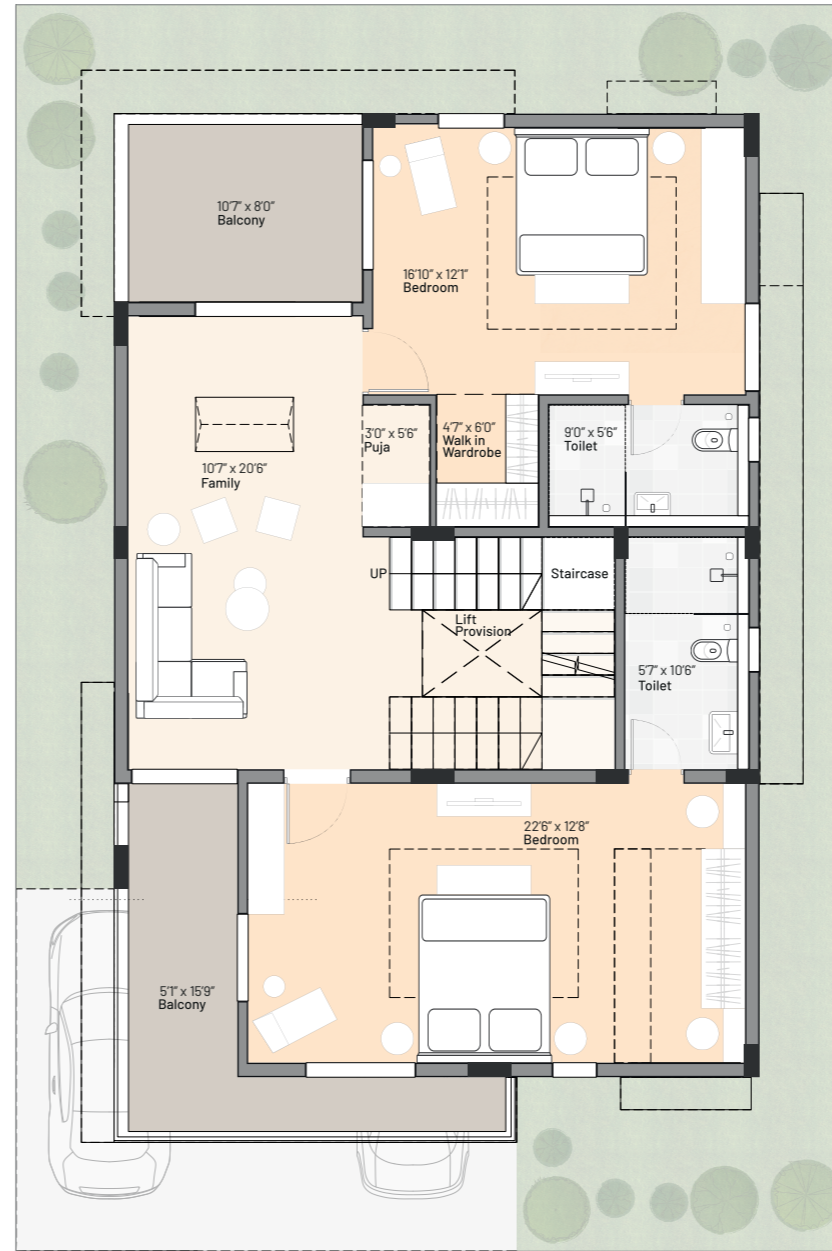 10’7” x 8’0”
Balcony
16’10” x 12’1”
Bedroom
3’0” x 5’6”
Puja
4’7” x 6’0”
Walk in
Wardrobe
9’0” x 5’6”
Toilet
10’7” x 20’6”
Family
UP
Staircase
Lift
Provision
5’7” x 10’6”
Toilet
22’6” x 12’8”
Bedroom
5’1” x 15’9”
Balcony